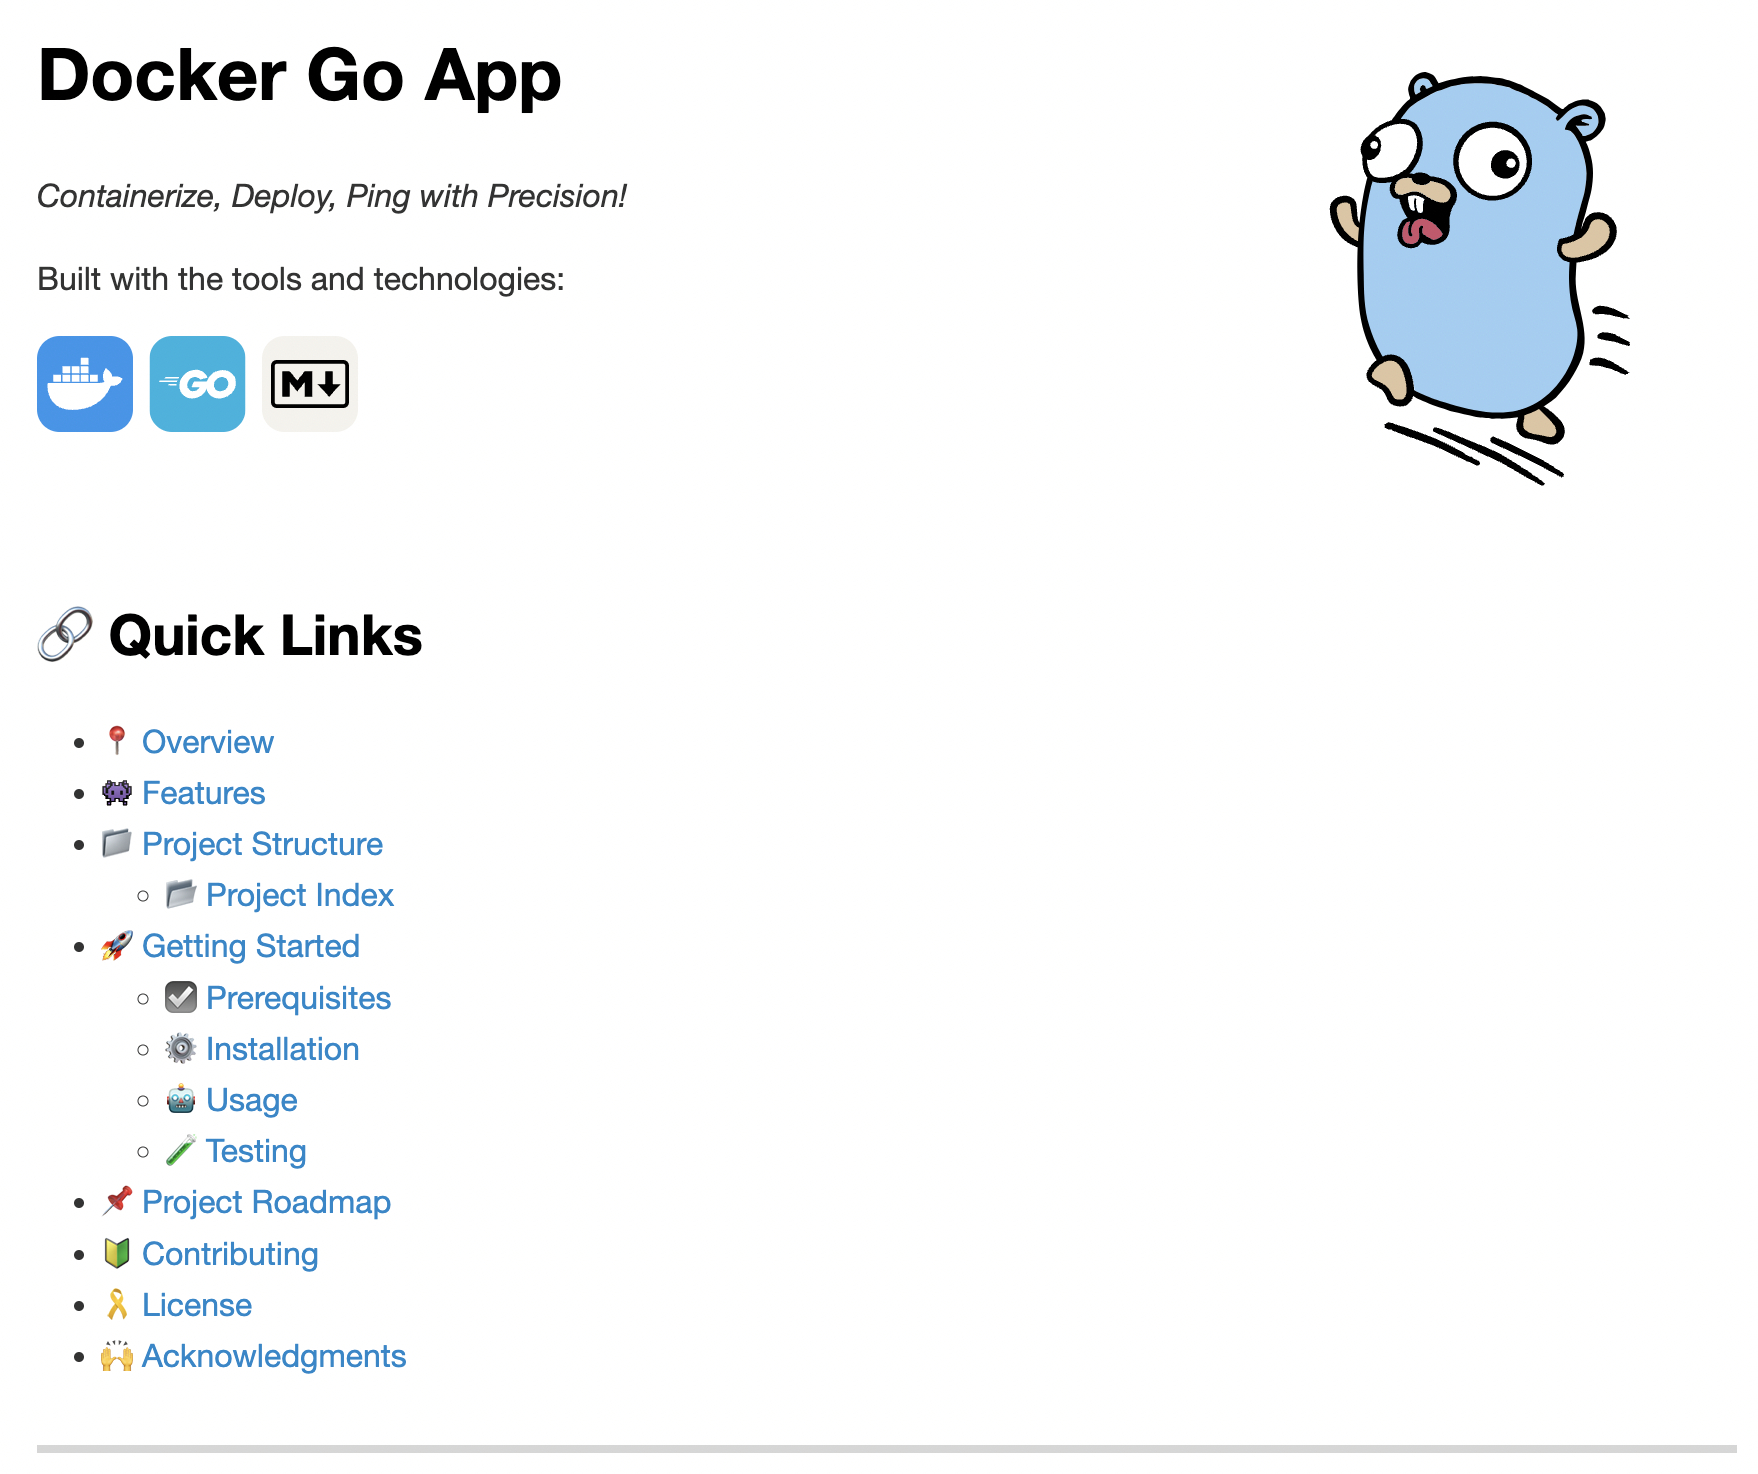 Docker Go App
Containerize, Deploy, Ping with Precision!
Built with the tools and technologies:
GO
M
Quick Links
Overview
Features
Project Structure
Project Index
Getting Started
Prerequisites
Installation
Usage
Testing
Project Roadmap
Contributing
License
Acknowledgments